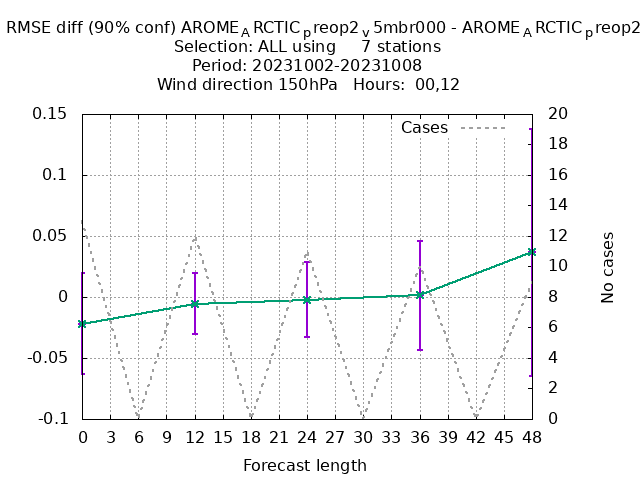 RMSE diff (90% conf) AROME_ARCTIC_preop2_v5mbr000 - AROME_ARCTIC_preop2
Selection: ALL using 7 stations
Period: 20231002-20231008
Wind direction 150hPa Hours: 00,12
Cases
0.15
0.1
0.05
0
-0.05
-0.1
20
18
16
14
12
10
8
6
4
2
0
No cases
0 3 6 9 12 15 18 21 24 27 30 33 36 39 42 45 48
Forecast length